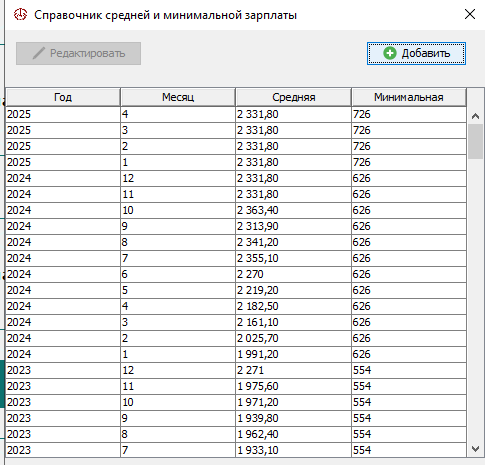 Справочник средней и минимальной зарплаты
Редактировать Добавить
Год Месяц Средняя Минимальная
2025 4 2 331,80 726
2025 3 2 331,80 726
2025 2 2 331,80 726
2025 1 2 331,80 726
2024 12 2 331,80 626
2024 11 2 331,80 626
2024 10 2 363,40 626
2024 9 2 313,90 626
2024 8 2 341,20 626
2024 7 2 355,10 626
2024 6 2 270 626
2024 5 2 219,20 626
2024 4 2 182,50 626
2024 3 2 161,10 626
2024 2 2 025,70 626
2024 1 1 991,20 626
2023 12 2 271 554
2023 11 1 975,60 554
2023 10 1 971,20 554
2023 9 1 939,80 554
2023 8 1 962,40 554
2023 7 1 933,10 554